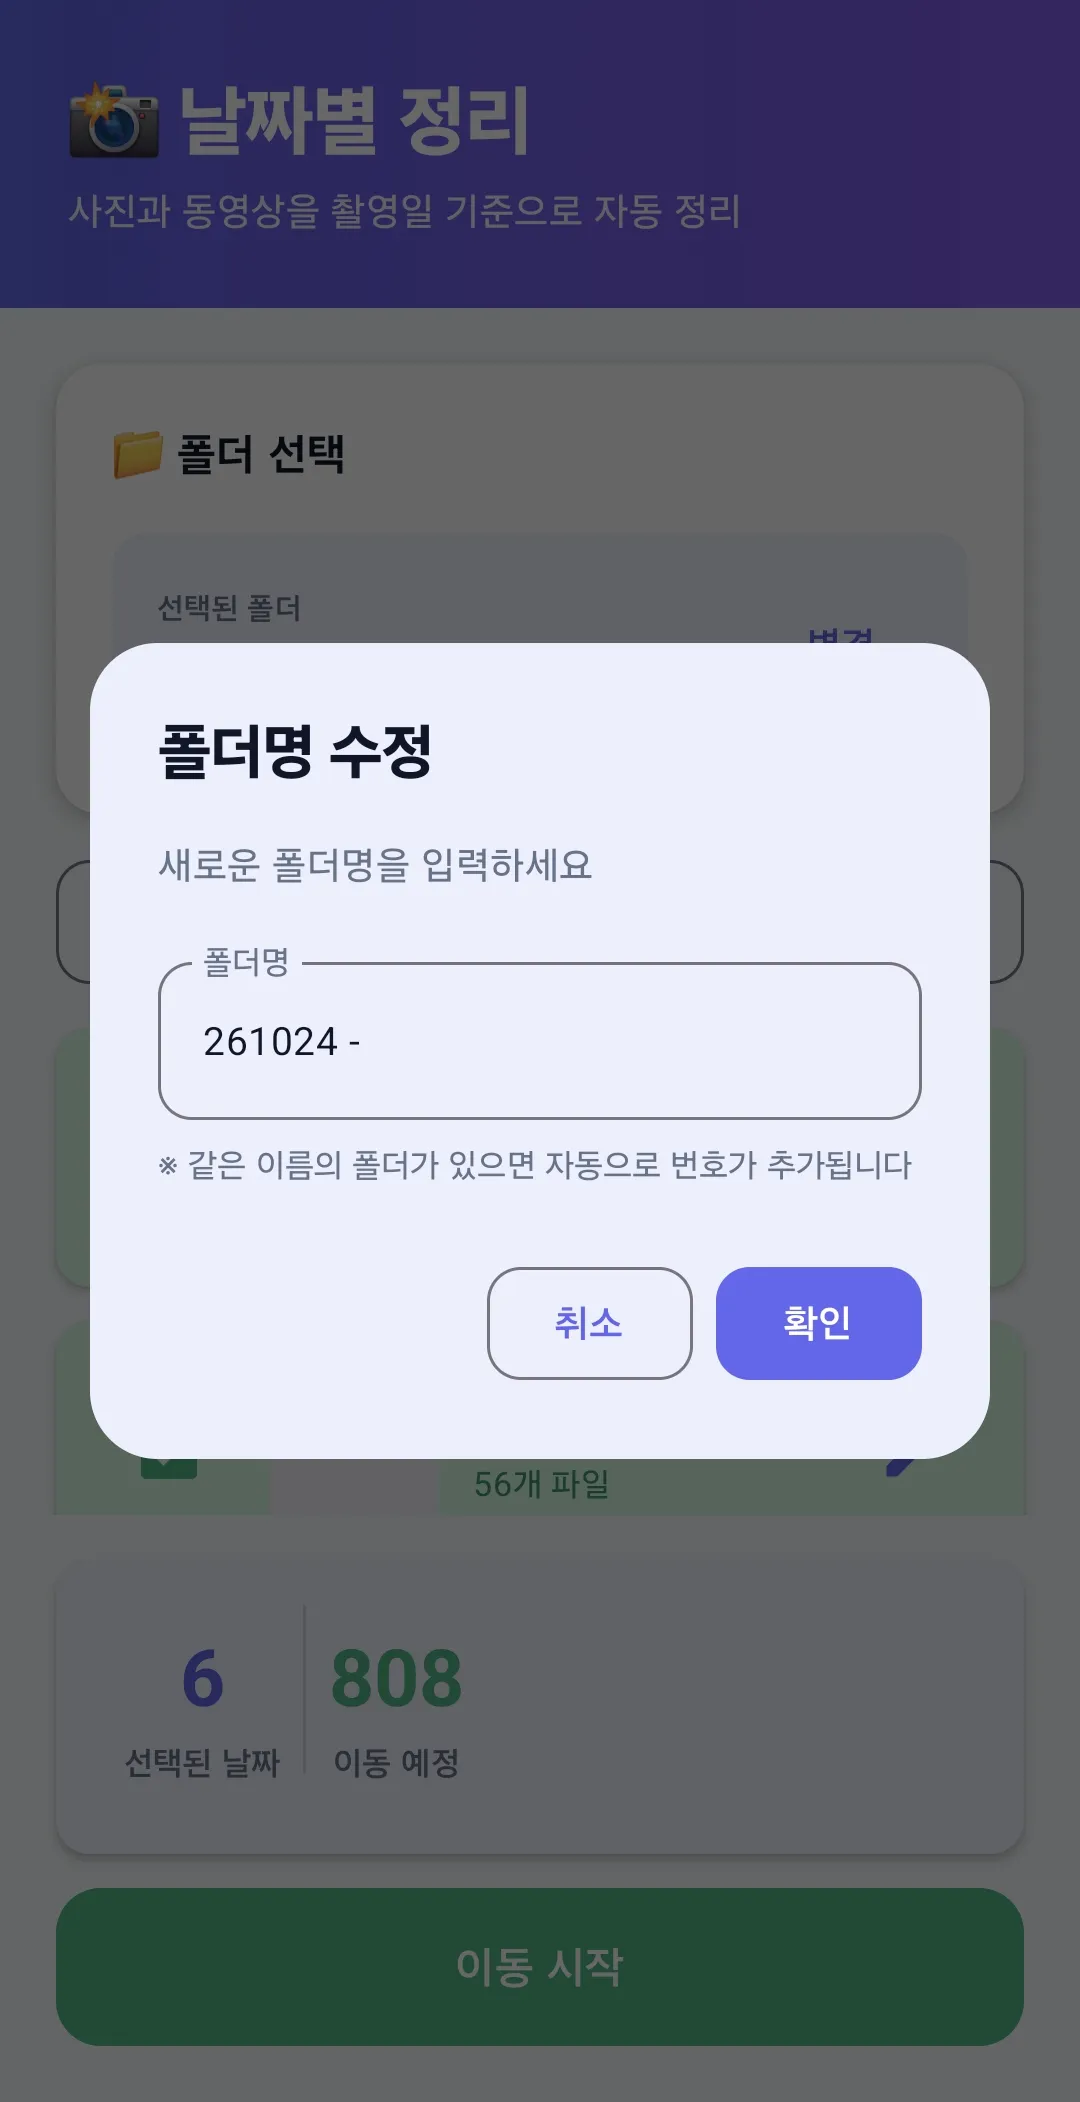 날짜별 정리
사진과 동영상을 촬영일 기준으로 자동 정리
폴더 선택
선택된 폴더
변경
폴더명 수정
새로운 폴더명을 입력하세요
폴더명
261024 -
※ 같은 이름의 폴더가 있으면 자동으로 번호가 추가됩니다
취소
확인
56개 파일
6
808
선택된 날짜
이동 예정
이동 시작